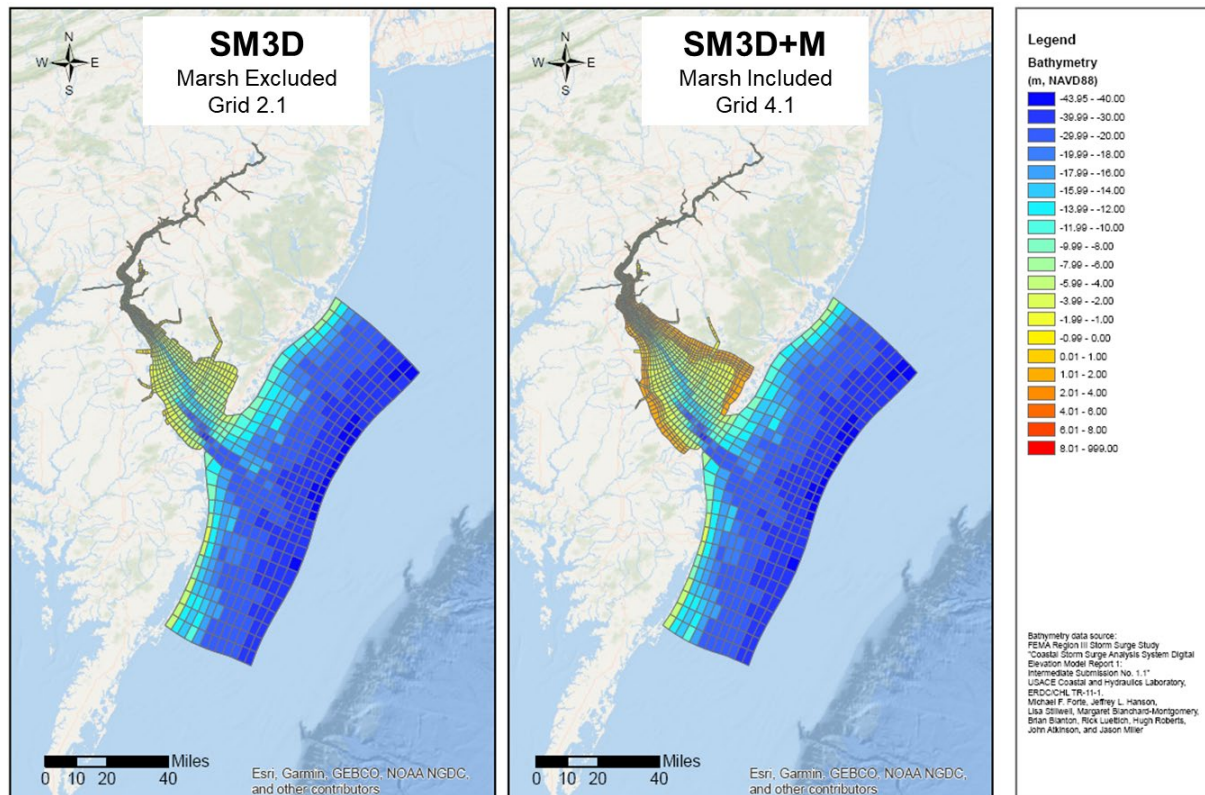 SM3D
Marsh Excluded
Grid 2.1
N
W E
S
Miles
0 10 20 40
Esri, Garmin, GEBCO, NOAA NGDC,
and other contributors
SM3D+M
Marsh Included
Grid 4.1
N
W E
S
Miles
0 10 20 40
Esri, Garmin, GEBCO, NOAA NGDC,
and other contributors
Legend
Bathymetry
(m, NAVD88)
-43.95 - -40.00
-39.99 - -30.00
-29.99 - -20.00
-19.99 - -18.00
-17.99 - -16.00
-15.99 - -14.00
-13.99 - -12.00
-11.99 - -10.00
-9.99 - -8.00
-7.99 - -6.00
-5.99 - -4.00
-3.99 - -2.00
-1.99 - -1.00
-0.99 - 0.00
0.01 - 1.00
1.01 - 2.00
2.01 - 4.00
4.01 - 6.00
6.01 - 8.00
8.01 - 999.00
Bathymetry data source:
FEMA Region III Storm Surge Study
"Coastal Storm Surge Analysis System Digital
Elevation Model Report 1:
Intermediate Submission No. 1.1"
USACE Coastal and Hydraulics Laboratory,
ERDC/CHL TR-11-1.
Michael F. Forte, Jeffrey L. Hanson,
Lisa Stillwell, Margaret Blanchard-Montgomery,
Brian Blanton, Rick Luettich, Hugh Roberts,
John Atkinson, and Jason Miller